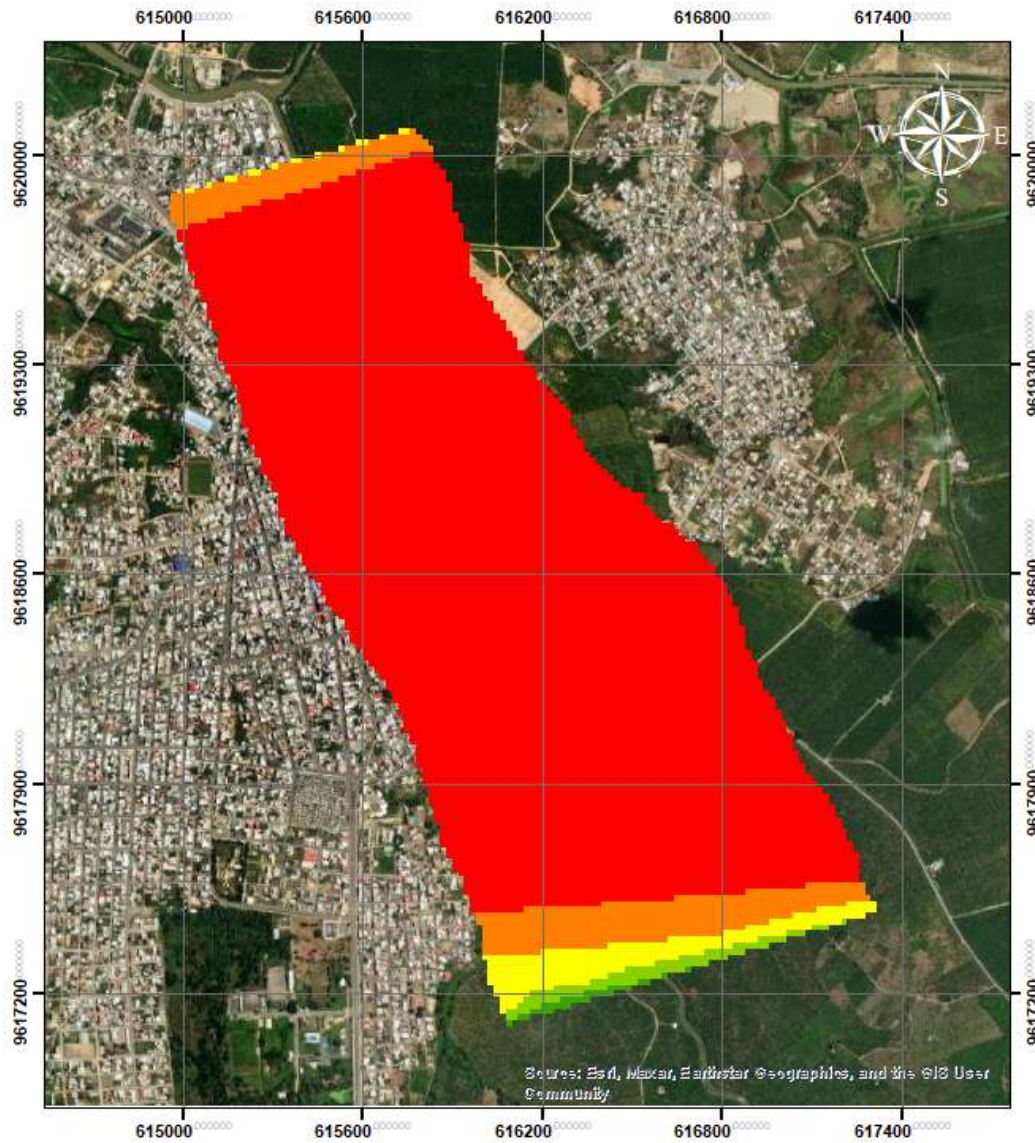 615000 615600 616200 616800 617400
N
W E
S
9620000 9620000
9619300 9619300
9618600 9618600
9617900 9617900
9617200 9617200
Source: Esri, Maxar, Earthstar Geographics, and the GIS User
Community
615000 615600 616200 616800 617400